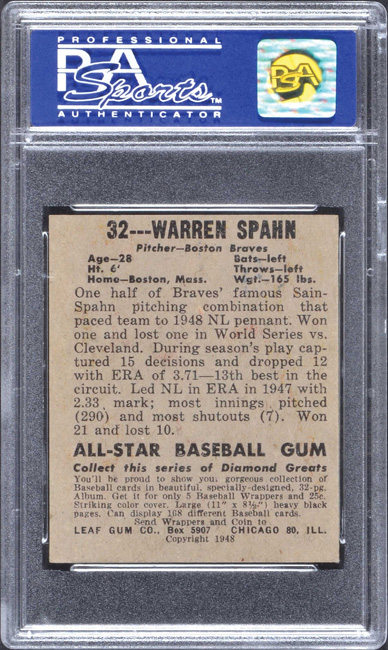 PROFESSIONAL
PSA
Sports™
AUTHENTICATOR
PSA
32---WARREN SPAHN
Pitcher—Boston Braves
Age—28 Bats—left
Ht. 6' Throws—left
Home—Boston, Mass. Wgt.—165 lbs.
One half of Braves' famous Sain-
Spahn pitching combination that
paced team to 1948 NL pennant. Won
one and lost one in World Series vs.
Cleveland. During season's play cap-
tured 15 decisions and dropped 12
with ERA of 3.71—13th best in the
circuit. Led NL in ERA in 1947 with
2.33 mark; most innings pitched
(290) and most shutouts (7). Won
21 and lost 10.
ALL-STAR BASEBALL GUM
Collect this series of Diamond Greats
You'll be proud to show you, gorgeous collection of
Baseball cards in beautiful, specially-designed, 32-pg.
Album. Get it for only 5 Baseball Wrappers and 25c.
Striking color cover. Large (11" x 8½") heavy black
pages. Can display 168 different Baseball cards.
Send Wrappers and Coin to
LEAF GUM CO., Box 5907 CHICAGO 80, ILL.
Copyright 1948